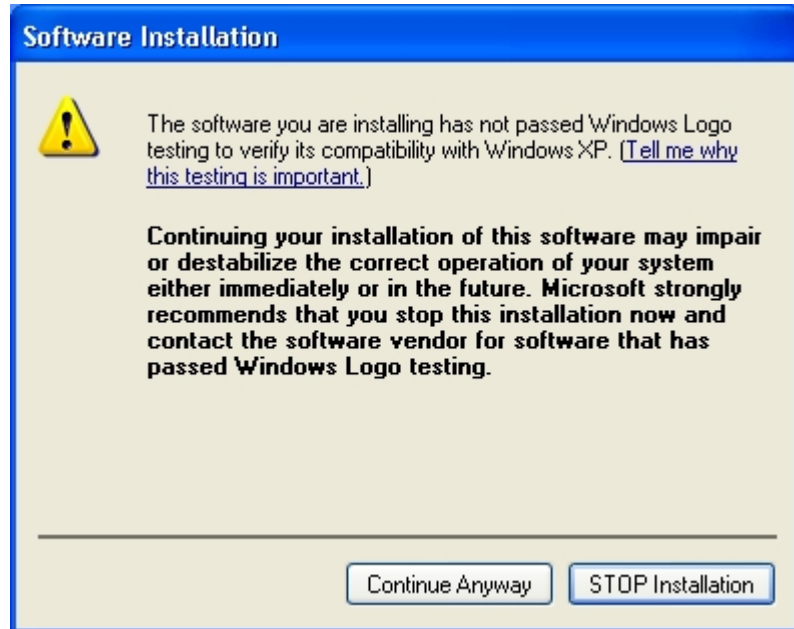 Software Installation
The software you are installing has not passed Windows Logo
testing to verify its compatibility with Windows XP. (Tell me why
this testing is important.)
Continuing your installation of this software may impair
or destabilize the correct operation of your system
either immediately or in the future. Microsoft strongly
recommends that you stop this installation now and
contact the software vendor for software that has
passed Windows Logo testing.
Continue Anyway
STOP Installation